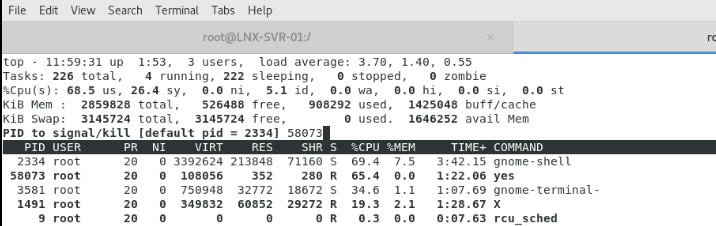 File Edit View Search Terminal Tabs Help
root@LNX-SVR-01:/ × ro
top - 11:59:31 up 1:53, 3 users, load average: 3.70, 1.40, 0.55
Tasks: 226 total, 4 running, 222 sleeping, 0 stopped, 0 zombie
%Cpu(s): 68.5 us, 26.4 sy, 0.0 ni, 5.1 id, 0.0 wa, 0.0 hi, 0.0 si, 0.0 st
KiB Mem : 2859828 total, 526488 free, 908292 used, 1425048 buff/cache
KiB Swap: 3145724 total, 3145724 free, 0 used. 1646252 avail Mem
PID to signal/kill [default pid = 2334] 58073
PID USER PR NI VIRT RES SHR S %CPU %MEM TIME+ COMMAND
2334 root 20 0 3392624 213848 71160 S 69.4 7.5 3:42.15 gnome-shell
58073 root 20 0 108056 352 280 R 65.4 0.0 1:22.06 yes
3581 root 20 0 750948 32772 18672 S 34.6 1.1 1:07.69 gnome-terminal-
1491 root 20 0 349832 60852 29272 R 19.3 2.1 1:28.67 X
9 root 20 0 0 0 0 R 0.3 0.0 0:07.63 rcu_sched